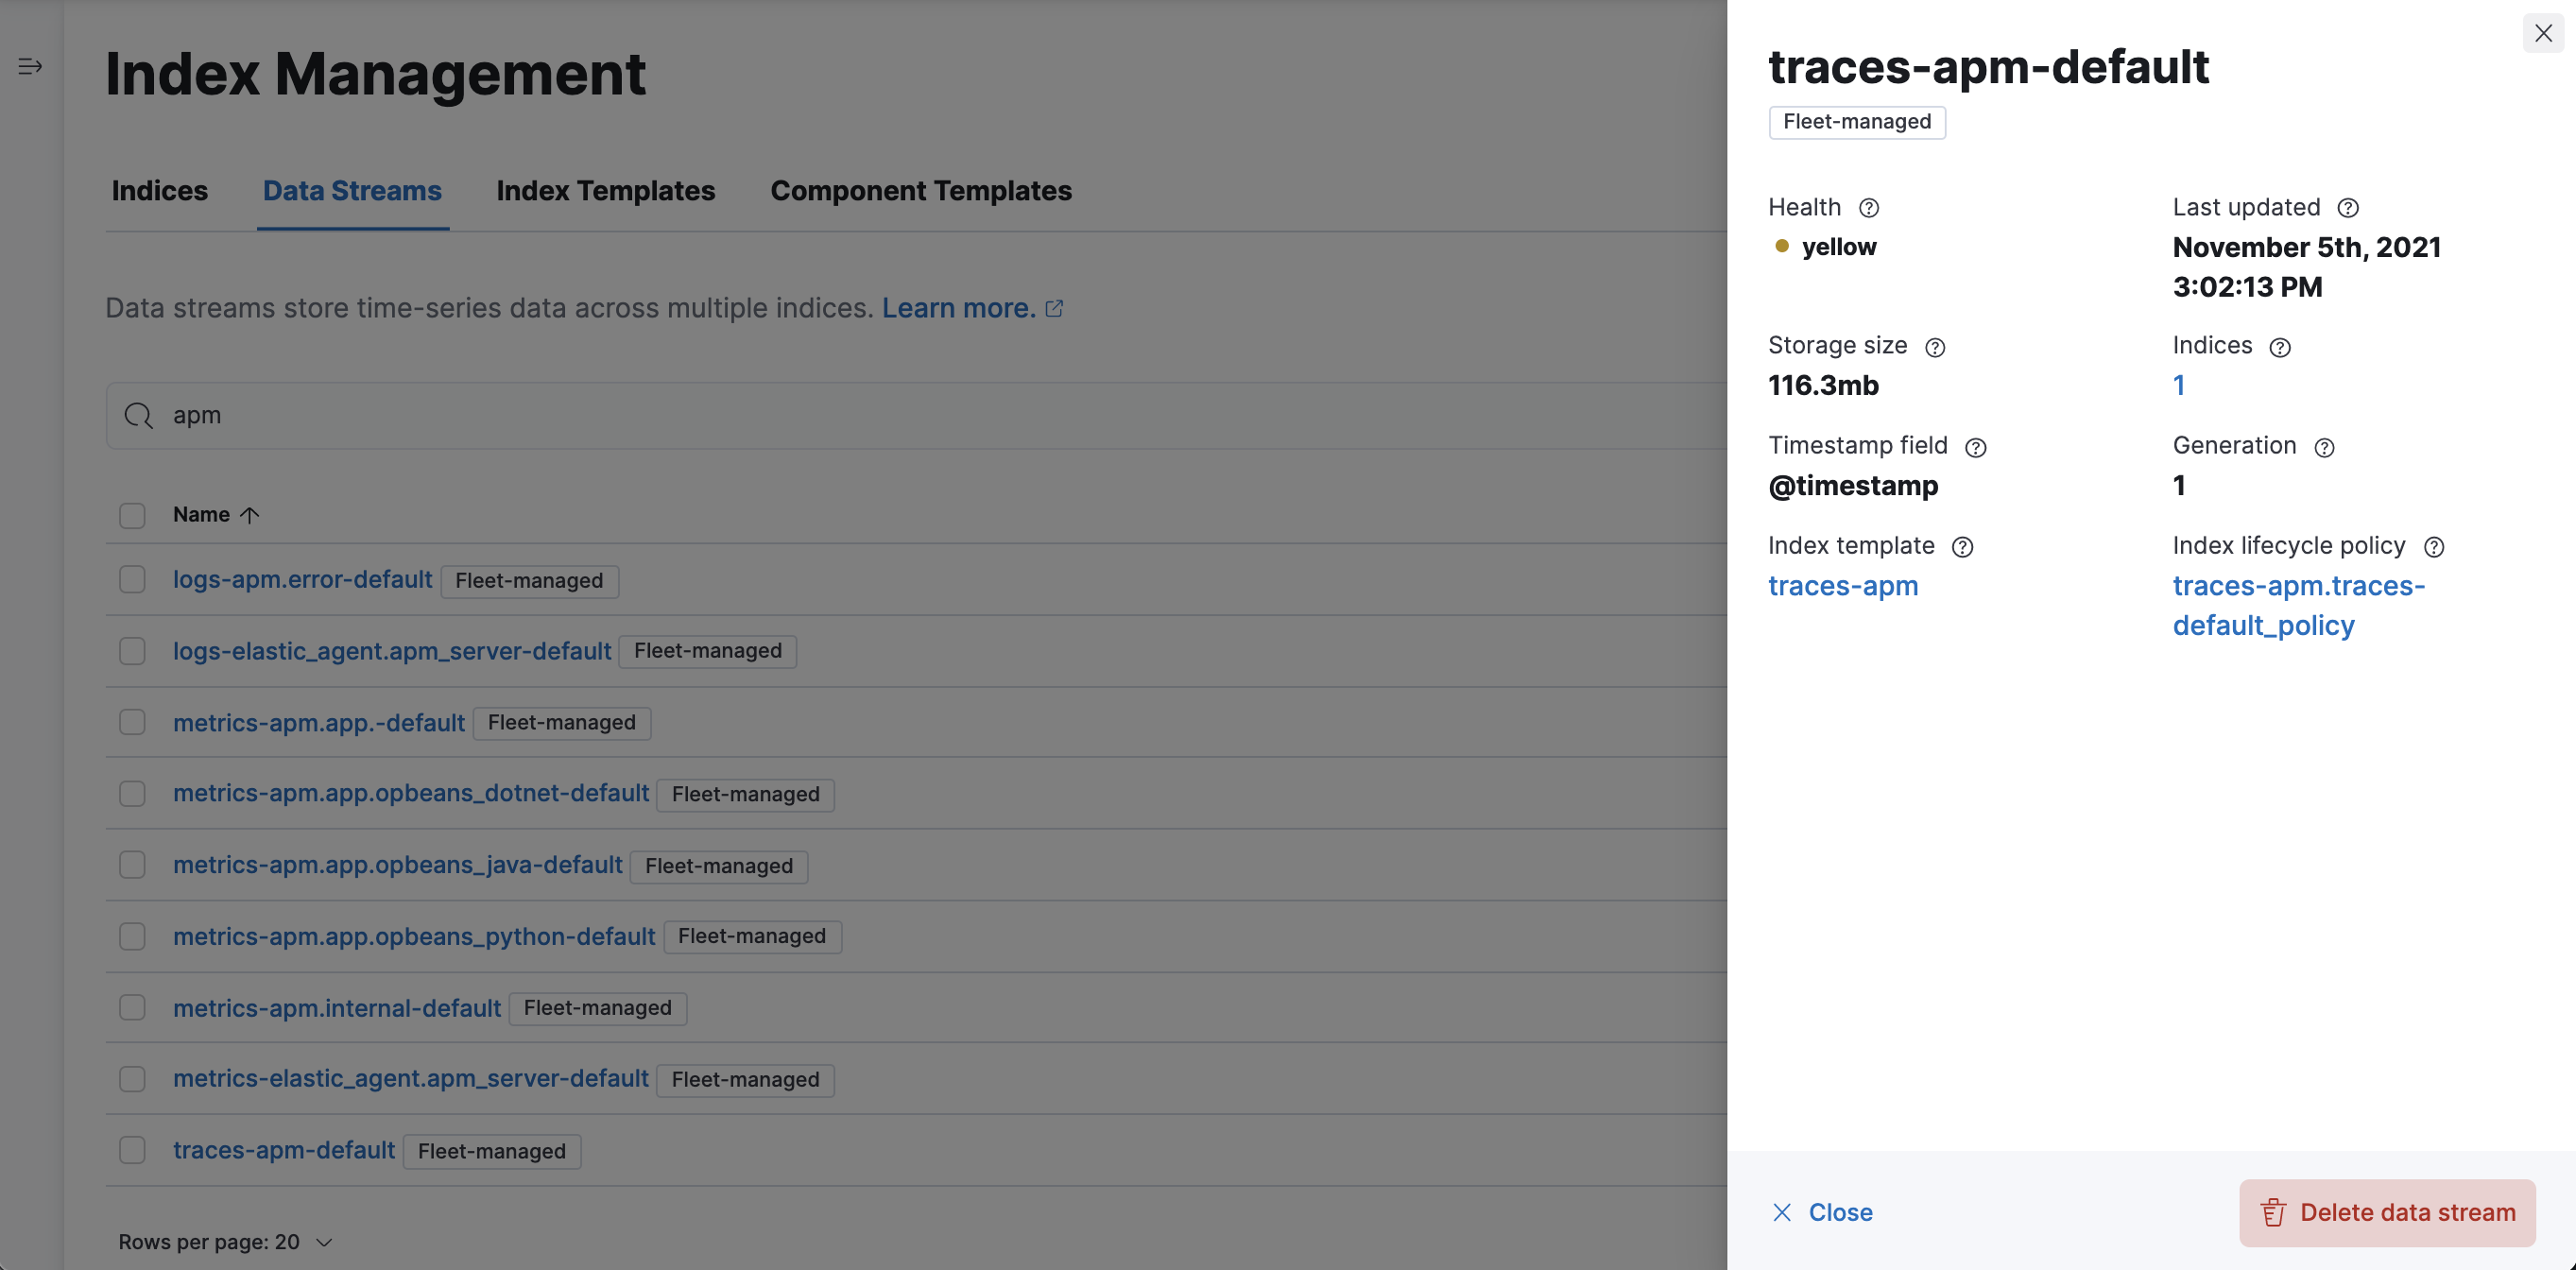 Index Management
Indices Data Streams Index Templates Component Templates
Data streams store time-series data across multiple indices. Learn more.
apm
Name
logs-apm.error-default Fleet-managed
logs-elastic_agent.apm_server-default Fleet-managed
metrics-apm.app.-default Fleet-managed
metrics-apm.app.opbeans_dotnet-default Fleet-managed
metrics-apm.app.opbeans_java-default Fleet-managed
metrics-apm.app.opbeans_python-default Fleet-managed
metrics-apm.internal-default Fleet-managed
metrics-elastic_agent.apm_server-default Fleet-managed
traces-apm-default Fleet-managed
Rows per page: 20
traces-apm-default
Fleet-managed
Health
yellow
Last updated
November 5th, 2021
3:02:13 PM
Storage size
116.3mb
Indices
1
Timestamp field
@timestamp
Generation
1
Index template
traces-apm
Index lifecycle policy
traces-apm.traces-
default_policy
Close
Delete data stream